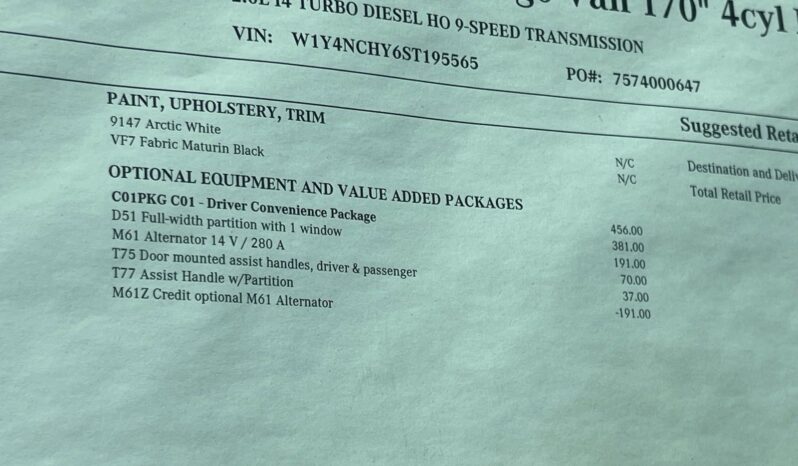 Van 170" 4cyl
I4 TURBO DIESEL HO 9-SPEED TRANSMISSION
VIN: W1Y4NCHY6ST195565
PO#: 7574000647
PAINT, UPHOLSTERY, TRIM
Suggested Reta
9147 Arctic White N/C Destination and Deli
VF7 Fabric Maturin Black N/C Total Retail Price
OPTIONAL EQUIPMENT AND VALUE ADDED PACKAGES
C01PKG C01 - Driver Convenience Package 456.00
D51 Full-width partition with 1 window 381.00
M61 Alternator 14 V / 280 A 191.00
T75 Door mounted assist handles, driver & passenger 70.00
T77 Assist Handle w/Partition 37.00
M61Z Credit optional M61 Alternator -191.00